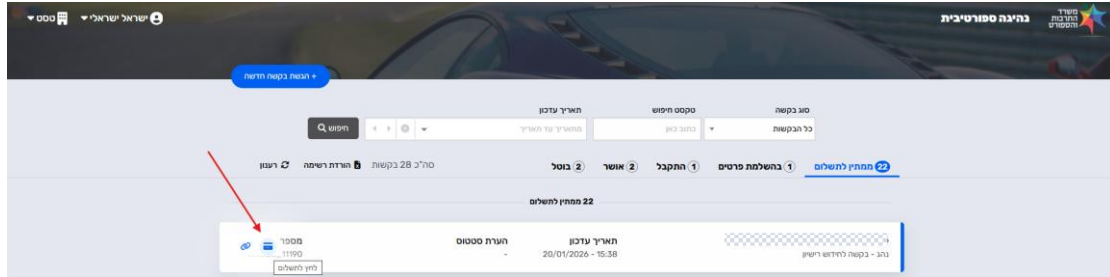 משרד
התרבות
והספורט
נהיגה ספורטיבית
ישראל ישראלי
טסט
+ הגשת בקשה חדשה
סוג בקשה
טקסט חיפוש
תאריך עדכון
כל הבקשות
כתוב כאן
מתאריך עד תאריך
חיפוש
22 ממתין לתשלום
1 בהשלמת פרטים
1 התקבל
2 אושר
2 בוטל
סה"כ 28 בקשות
הורדת רשימה
רענון
22 ממתין לתשלום
נהג - בקשה לחידוש רישיון
תאריך עדכון
20/01/2026 - 15:38
הערת סטטוס
-
מספר
11190
לחץ לתשלום